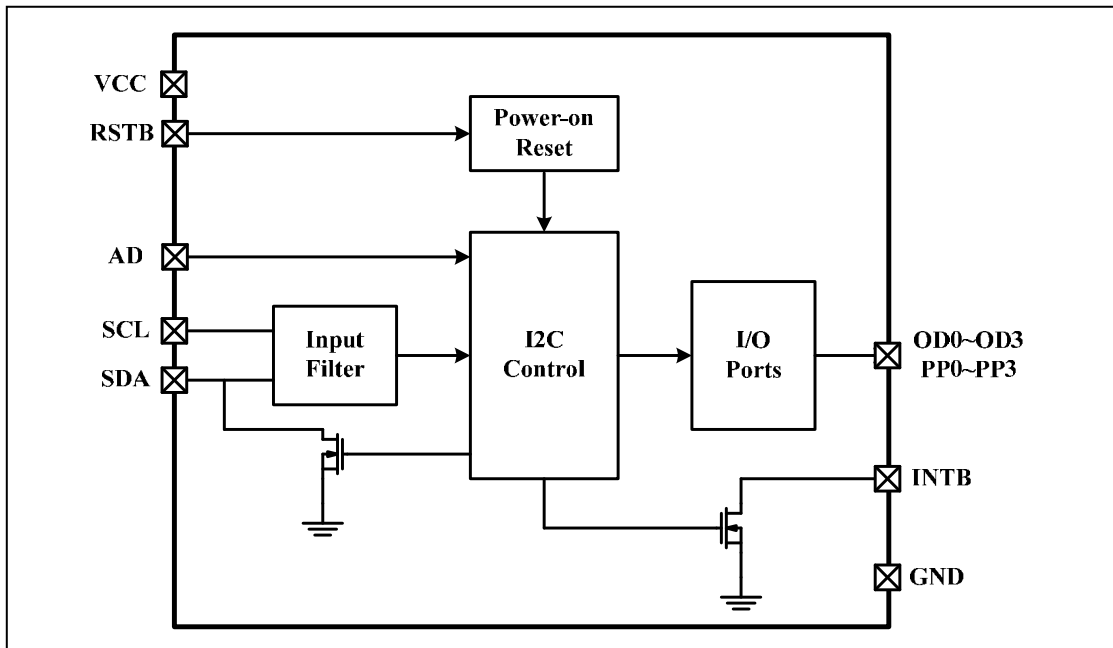 VCC
RSTB
Power-on
Reset
AD
SCL
Input
Filter
SDA
I2C
Control
I/O
Ports
OD0~OD3
PP0~PP3
INTB
GND